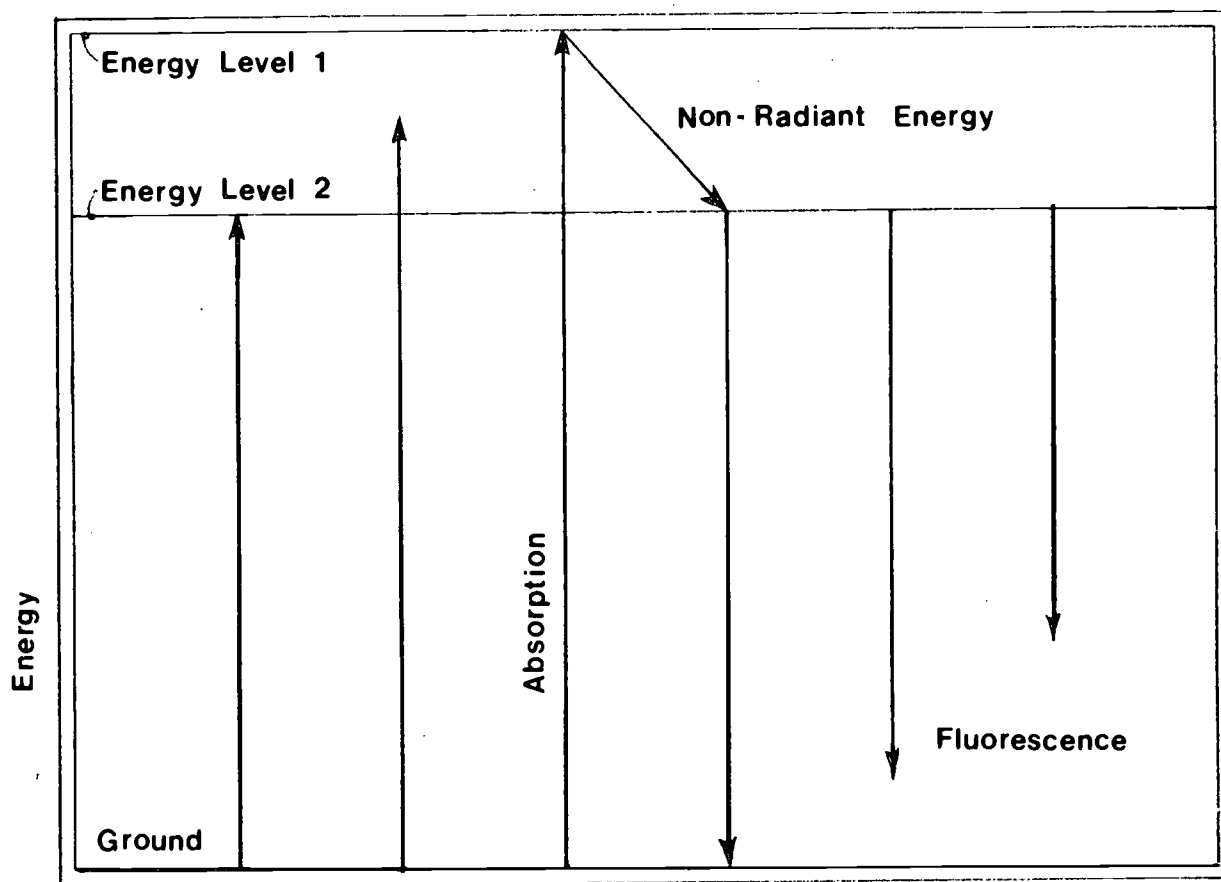 Energy Level 1
Non-Radiant Energy
Energy Level 2
Absorption
Energy
Fluorescence
Ground